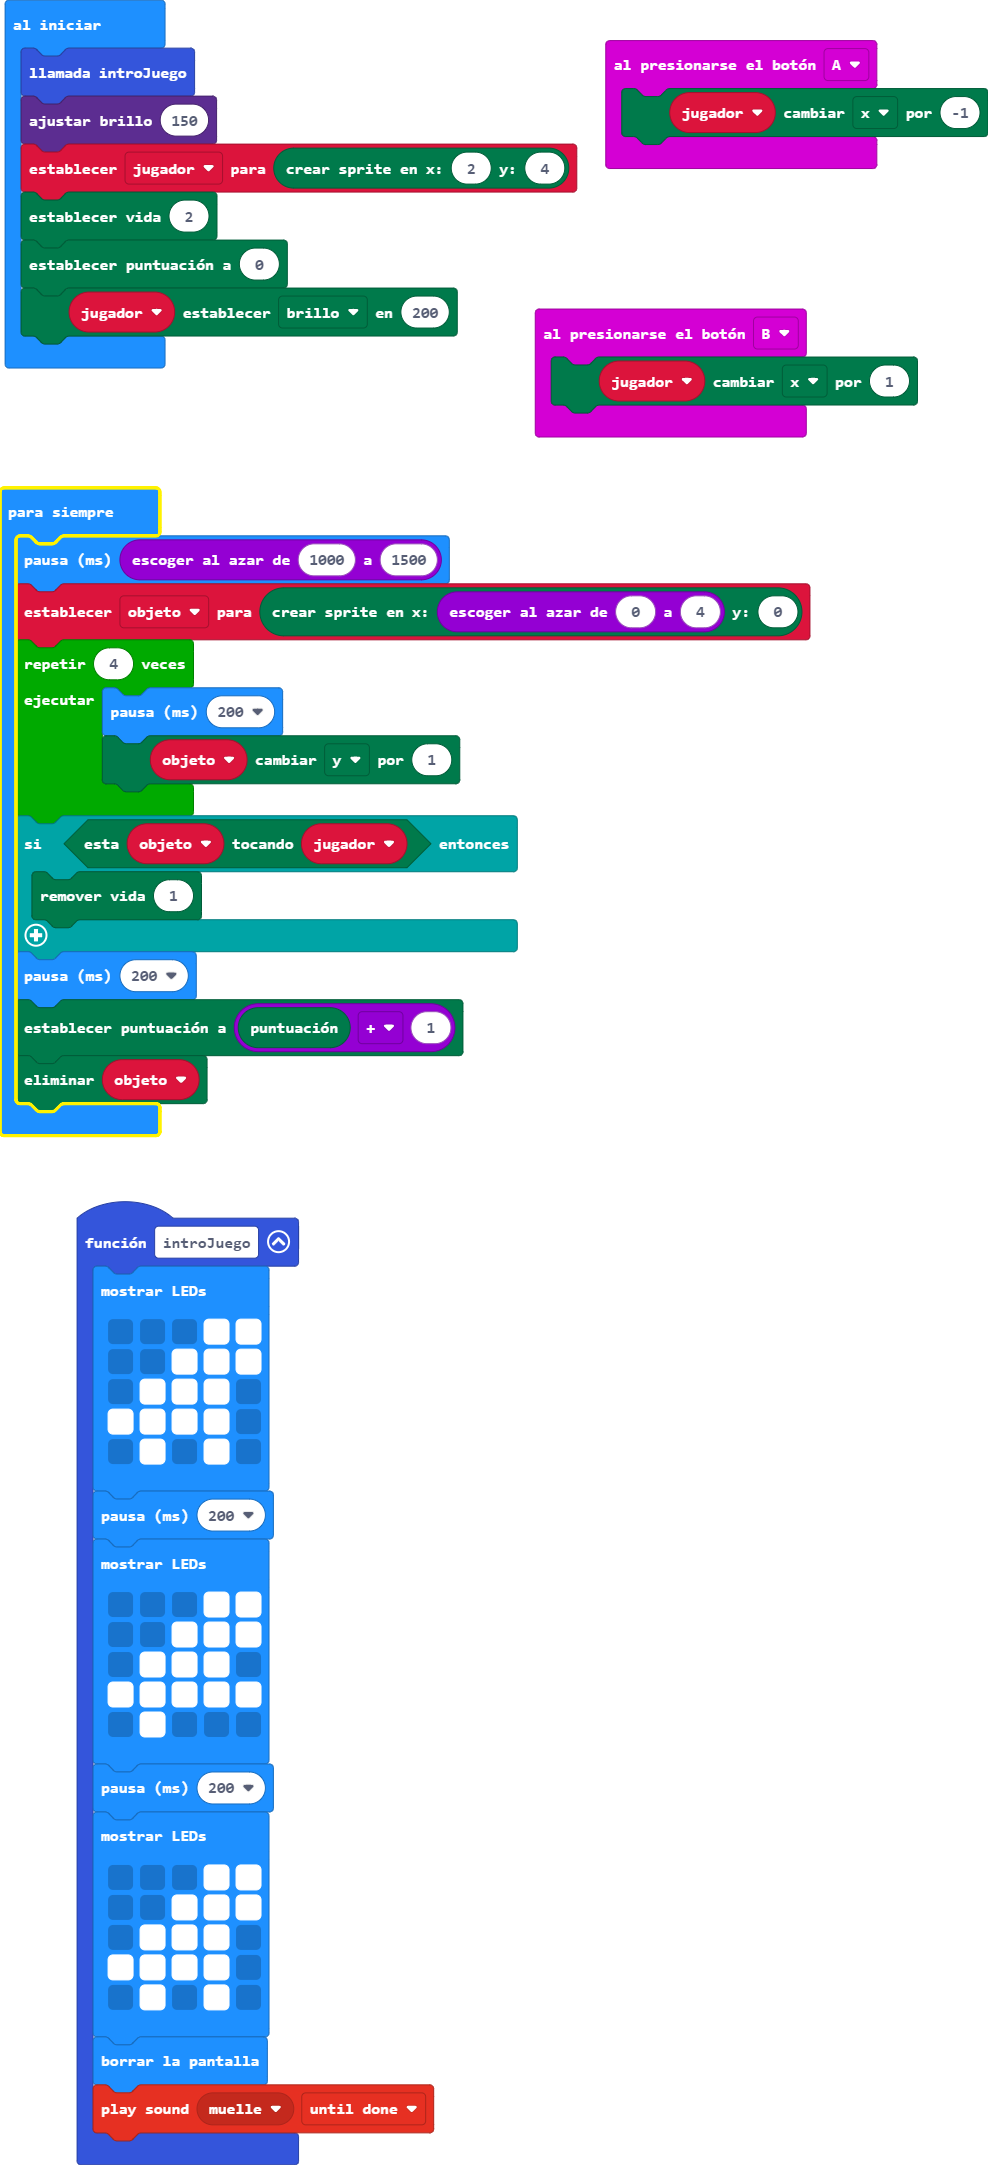 al iniciar
llamada introJuego
ajustar brillo 150
establecer jugador para crear sprite en x: 2 y: 4
establecer vida 2
establecer puntuación a 0
jugador establecer brillo en 200
al presionarse el botón A
jugador cambiar x por -1
al presionarse el botón B
jugador cambiar x por 1
para siempre
pausa (ms) escoger al azar de 1000 a 1500
establecer objeto para crear sprite en x: escoger al azar de 0 a 4 y: 0
repetir 4 veces
ejecutar
pausa (ms) 200
objeto cambiar y por 1
si esta objeto tocando jugador entonces
remover vida 1
pausa (ms) 200
establecer puntuación a puntuación + 1
eliminar objeto
función introJuego
mostrar LEDs
pausa (ms) 200
mostrar LEDs
pausa (ms) 200
mostrar LEDs
borrar la pantalla
play sound muelle until done